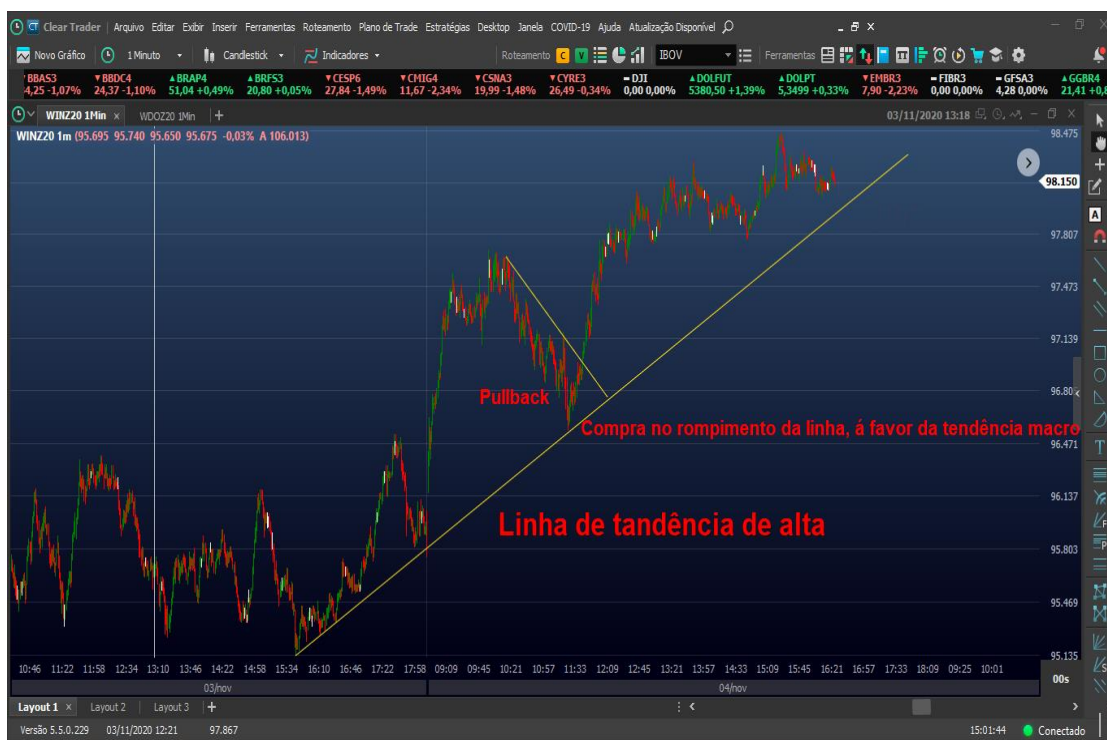 Clear Trader Arquivo Editar Exibir Inserir Ferramentas Roteamento Plano de Trade Estratégias Desktop Janela COVID-19 Ajuda Atualização Disponível
Novo Gráfico 1 Minuto Candlestick Indicadores Roteamento C V IBOV Ferramentas
BBAS3 BBDC4 BRAP4 BRFS3 CESP6 CMIG4 CSNA3 CYRE3 DJI DOLFUT DOLPT EMBR3 FIBR3 GFSA3 GGBR4
4,25 -1,07% 24,37 -1,10% 51,04 +0,49% 20,80 +0,05% 27,84 -1,49% 11,67 -2,34% 19,99 -1,48% 26,49 -0,34% 0,00 0,00% 5380,50 +1,39% 5,3499 +0,33% 7,90 -2,23% 0,00 0,00% 4,28 0,00% 21,41 +0,8
WINZ20 1Min × WDOZ20 1Min + 03/11/2020 13:18
WINZ20 1m (95.695 95.740 95.650 95.675 -0,03% A 106.013)
98.475
98.150
97.807
97.473
97.139
96.80
Pullback
Compra no rompimento da linha, á favor da tendência macro
96.471
96.137
Linha de tandência de alta
95.803
95.469
95.135
10:46 11:22 11:58 12:34 13:10 13:46 14:22 14:58 15:34 16:10 16:46 17:22 17:58 09:09 09:45 10:21 10:57 11:33 12:09 12:45 13:21 13:57 14:33 15:09 15:45 16:21 16:57 17:33 18:09 09:25 10:01
00s
03/nov 04/nov
Layout 1 × Layout 2 Layout 3 +
Versão 5.5.0.229 03/11/2020 12:21 97.867 15:01:44 Conectado